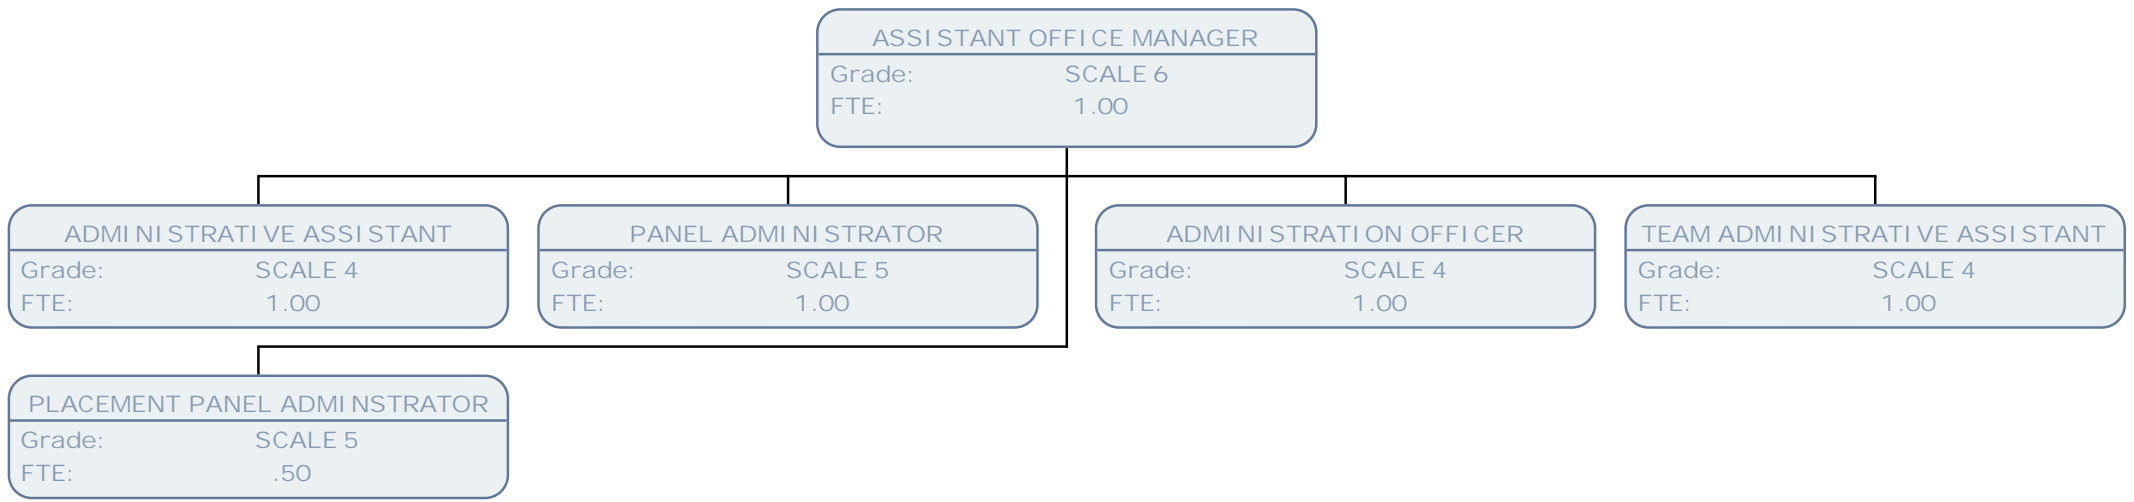 ASSISTANT OFFICE MANAGER
Grade: SCALE 6
FTE: 1.00
ADMINISTRATIVE ASSISTANT
Grade: SCALE 4
FTE: 1.00
PANEL ADMINISTRATOR
Grade: SCALE 5
FTE: 1.00
ADMINISTRATION OFFICER
Grade: SCALE 4
FTE: 1.00
TEAM ADMINISTRATIVE ASSISTANT
Grade: SCALE 4
FTE: 1.00
PLACEMENT PANEL ADMINSTRATOR
Grade: SCALE 5
FTE: .50